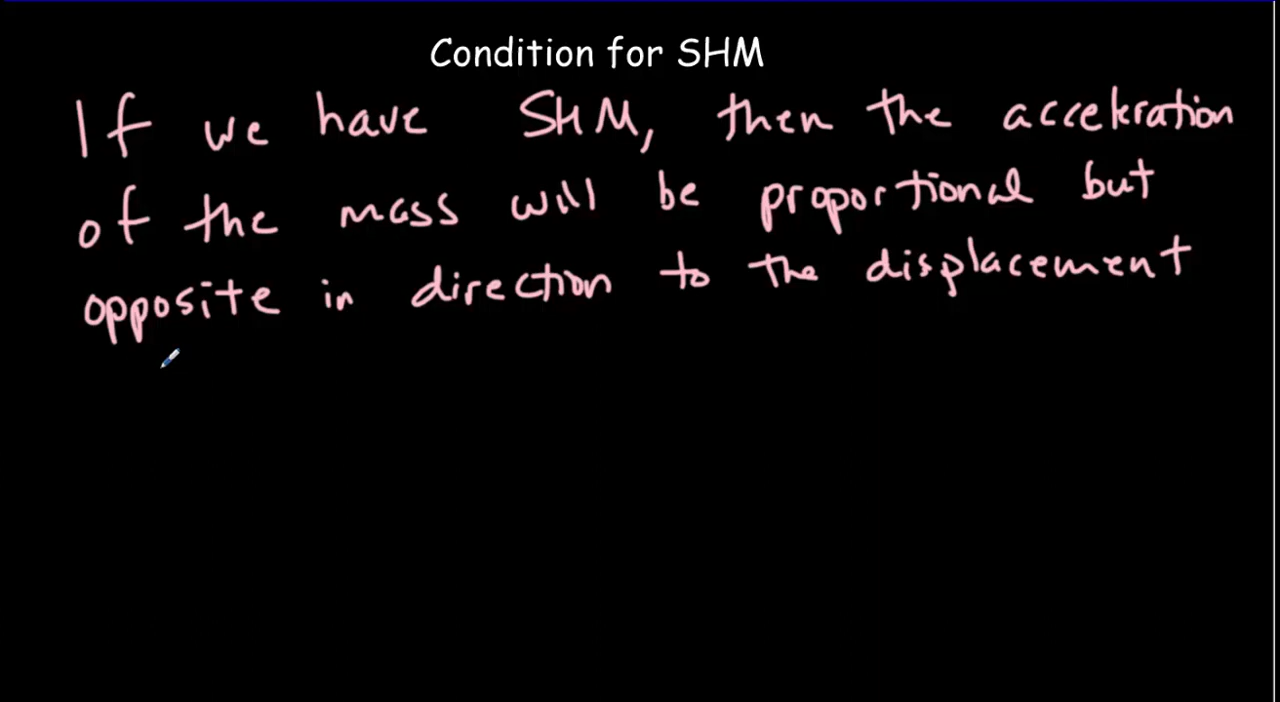 Condition for SHM
If we have SHM, then the acceleration
of the mass will be proportional but
opposite in direction to the displacement